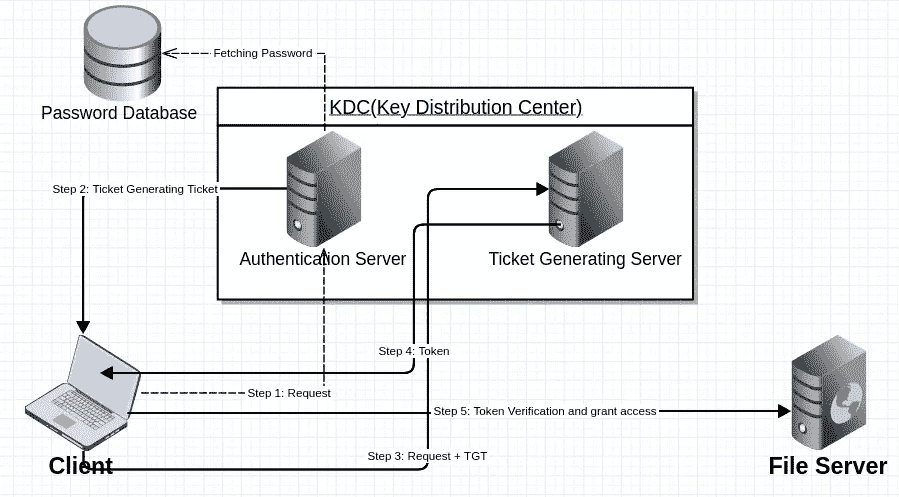 Fetching Password
Password Database
KDC(Key Distribution Center)
Step 2: Ticket Generating Ticket
Authentication Server
Ticket Generating Server
Step 4: Token
Step 1: Request
Step 5: Token Verification and grant access
Step 3: Request + TGT
Client
File Server